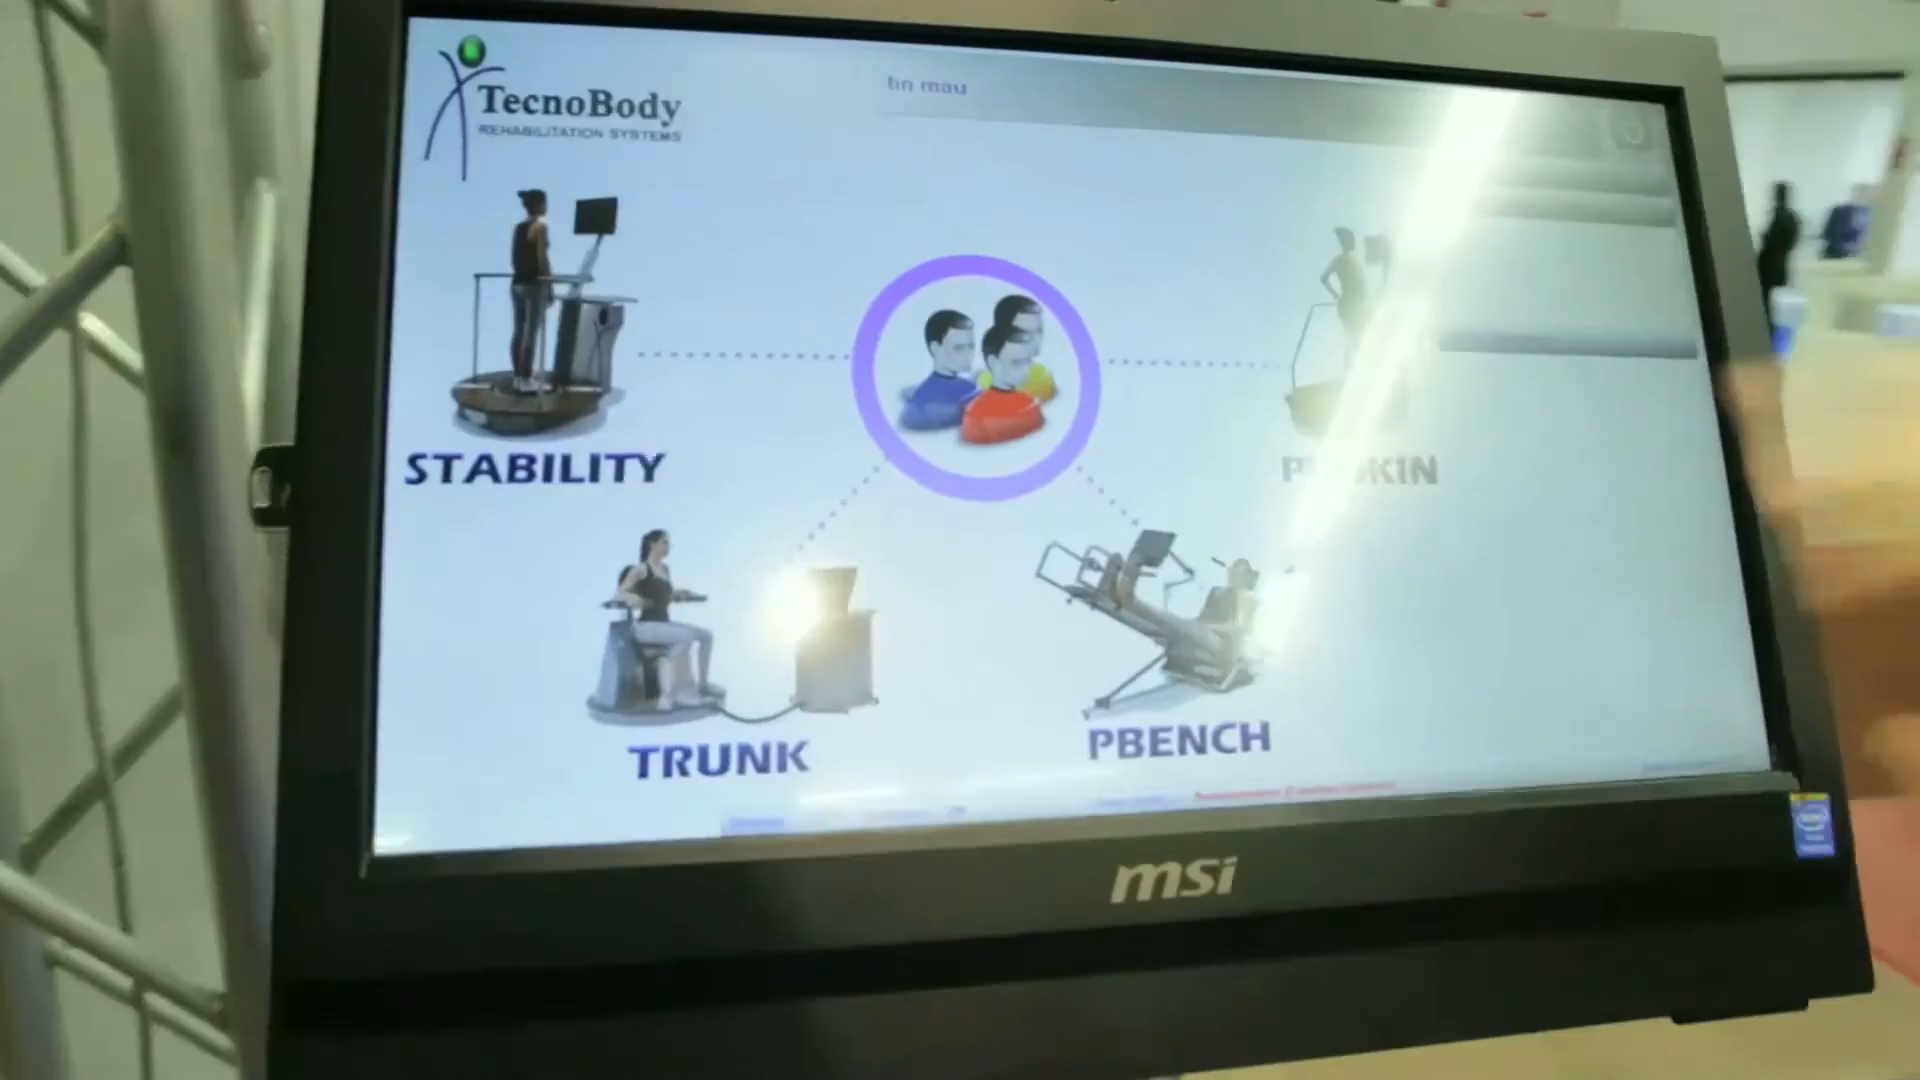 TecnoBody
REHABILITATION SYSTEMS
tin mau
STABILITY
TRUNK
PBENCH
msi